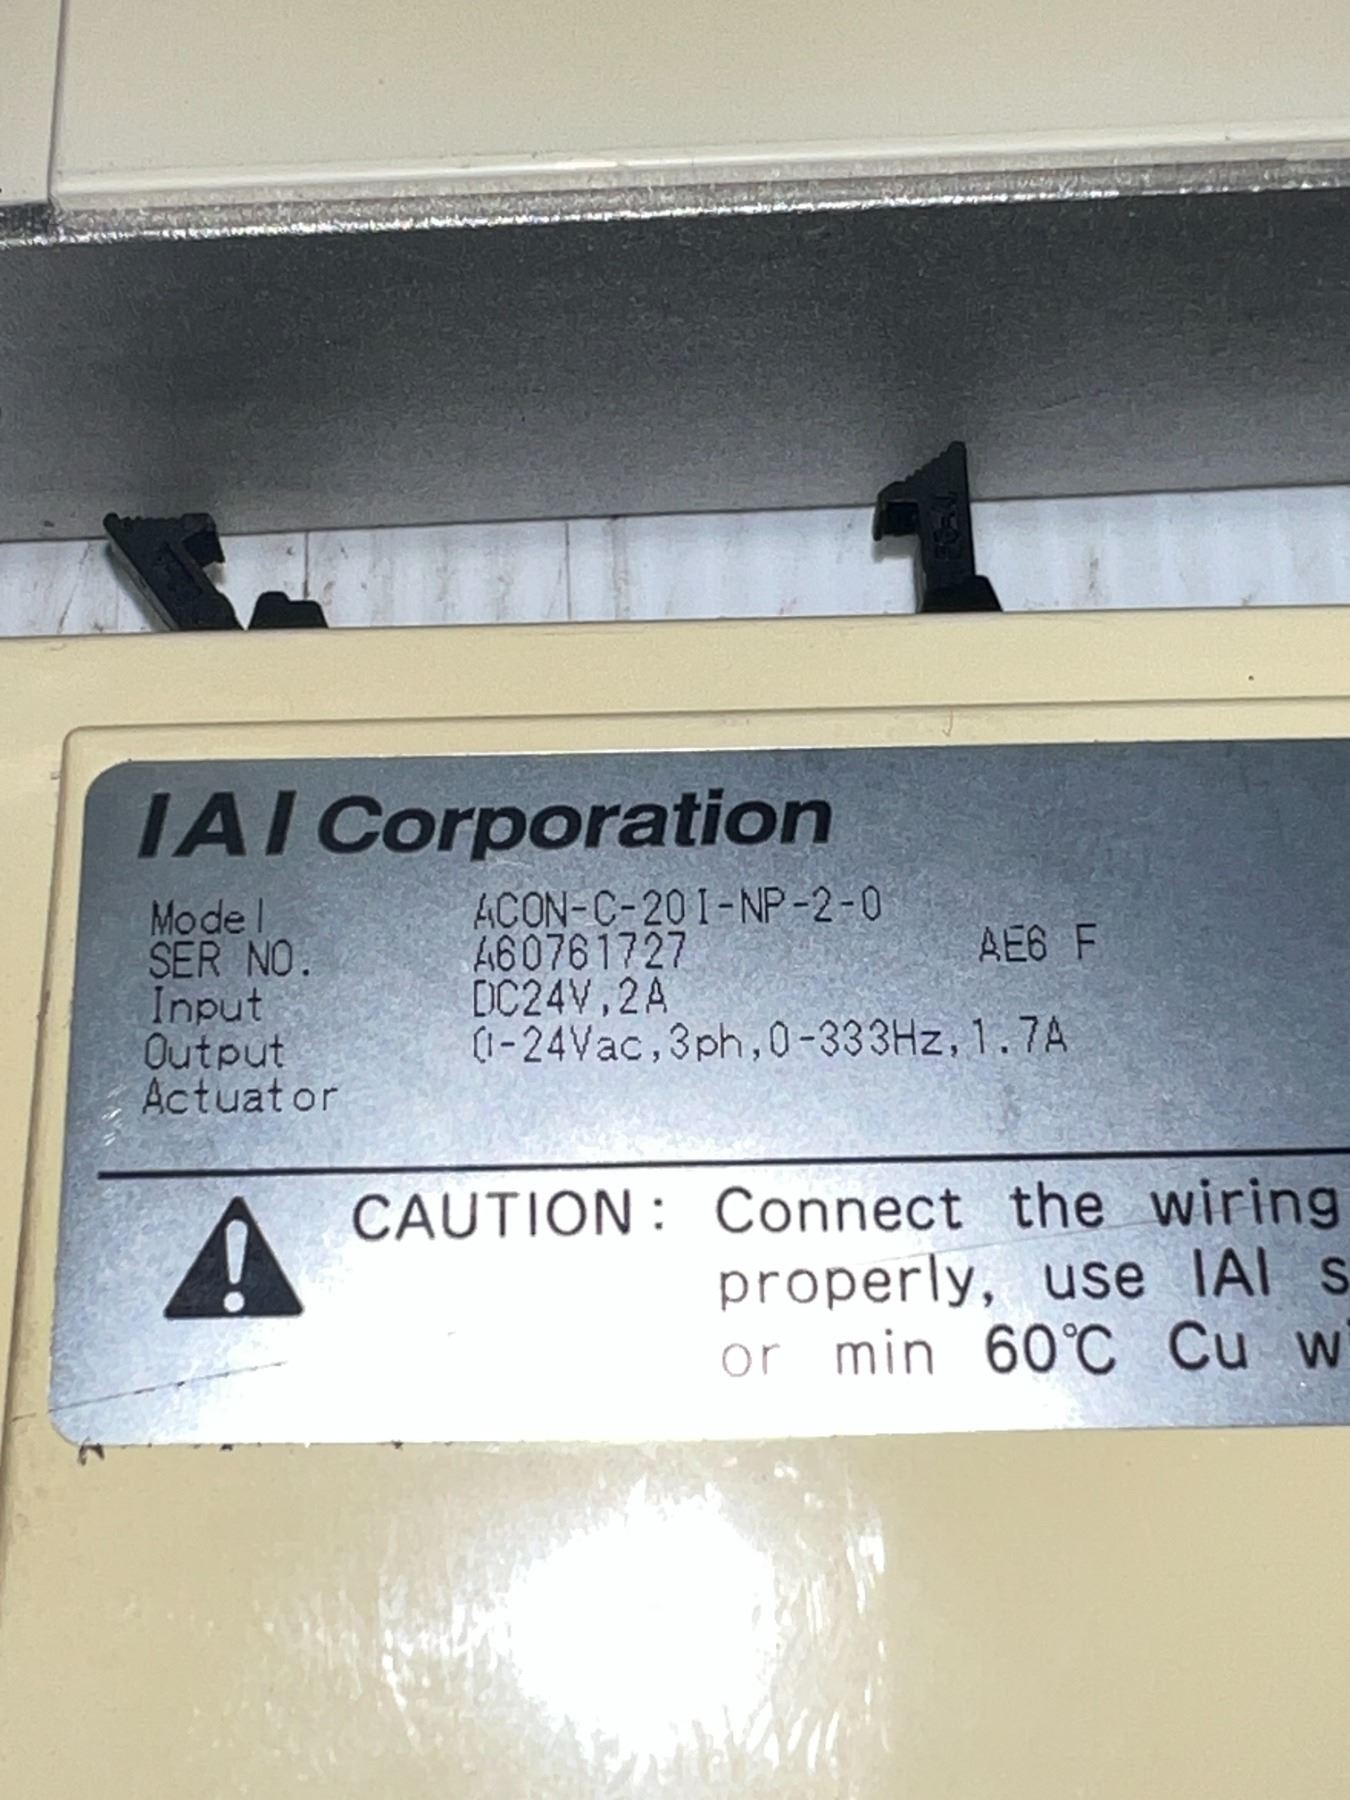 IAI Corporation
Model ACON-C-20I-NP-2-0
SER NO. A60761727 AE6 F
Input DC24V,2A
Output 0-24Vac,3ph,0-333Hz,1.7A
Actuator
CAUTION: Connect the wiring
properly, use IAI s
or min 60℃ Cu wi